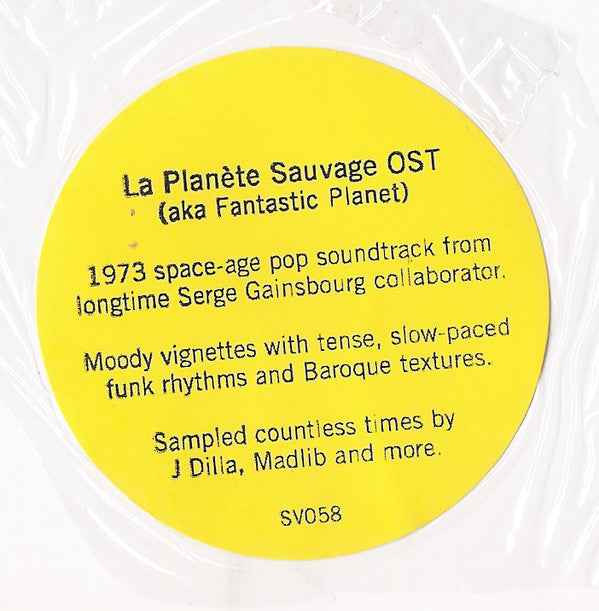 La Planète Sauvage OST
(aka Fantastic Planet)
1973 space-age pop soundtrack from
longtime Serge Gainsbourg collaborator.
Moody vignettes with tense, slow-paced
funk rhythms and Baroque textures.
Sampled countless times by
J Dilla, Madlib and more.
SV058